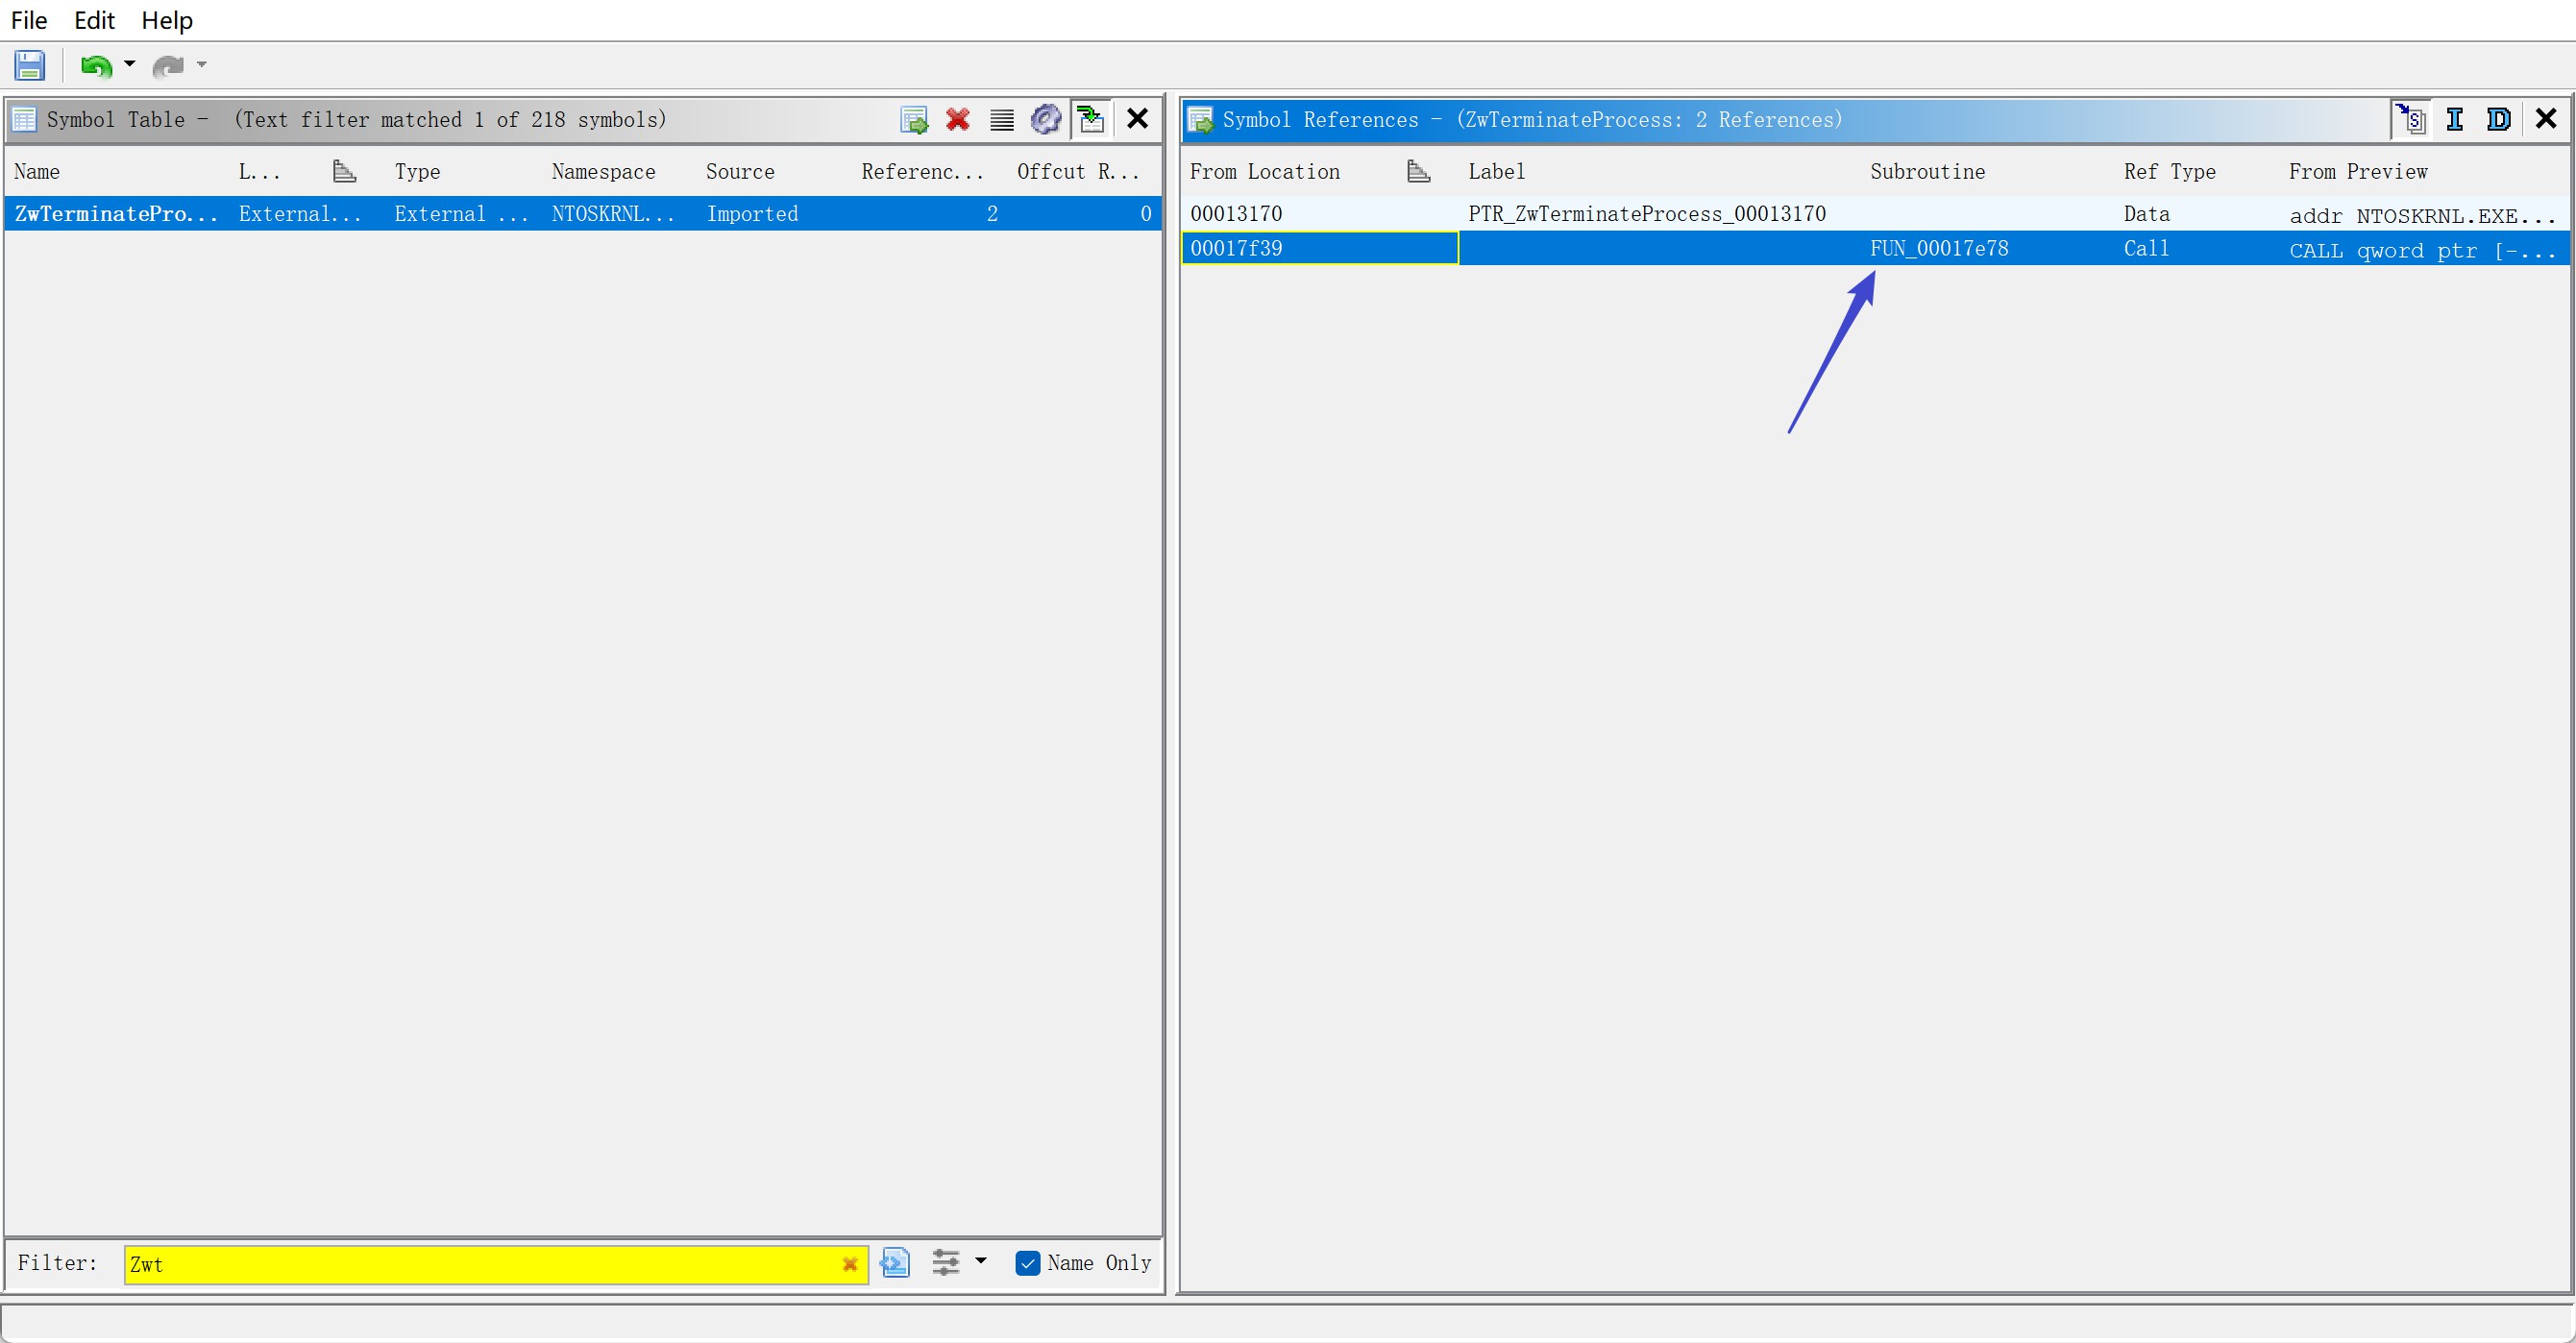 File Edit Help
Symbol Table - (Text filter matched 1 of 218 symbols)
Name L... Type Namespace Source Referenc... Offcut R...
ZwTerminatePro... External... External ... NTOSKRNL... Imported 2 0
Filter: Zwt Name Only
Symbol References - (ZwTerminateProcess: 2 References)
S I D
From Location Label Subroutine Ref Type From Preview
00013170 PTR_ZwTerminateProcess_00013170 Data addr NTOSKRNL.EXE...
00017f39 FUN_00017e78 Call CALL qword ptr [-...